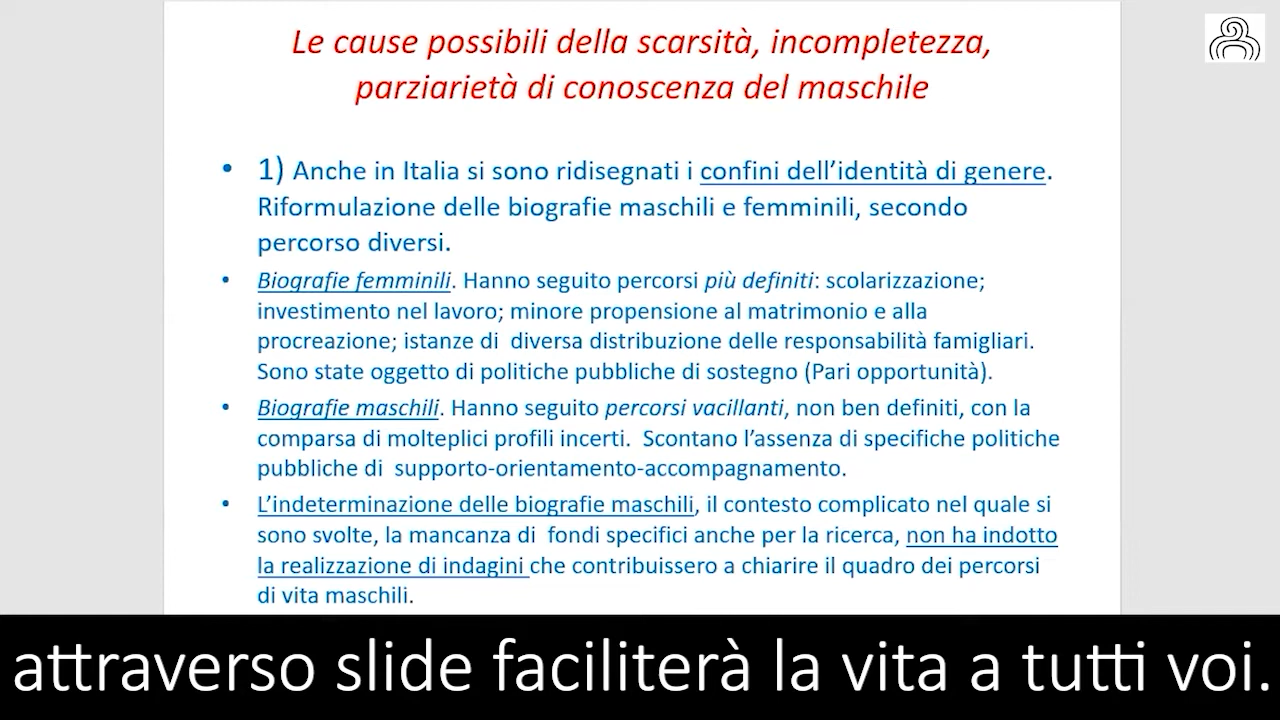 Le cause possibili della scarsità, incompletezza,
parziarietà di conoscenza del maschile
• 1) Anche in Italia si sono ridisegnati i confini dell’identità di genere.
Riformulazione delle biografie maschili e femminili, secondo
percorso diversi.
• Biografie femminili. Hanno seguito percorsi più definiti: scolarizzazione;
investimento nel lavoro; minore propensione al matrimonio e alla
procreazione; istanze di diversa distribuzione delle responsabilità famigliari.
Sono state oggetto di politiche pubbliche di sostegno (Pari opportunità).
• Biografie maschili. Hanno seguito percorsi vacillanti, non ben definiti, con la
comparsa di molteplici profili incerti. Scontano l’assenza di specifiche politiche
pubbliche di supporto-orientamento-accompagnamento.
• L’indeterminazione delle biografie maschili, il contesto complicato nel quale si
sono svolte, la mancanza di fondi specifici anche per la ricerca, non ha indotto
la realizzazione di indagini che contribuissero a chiarire il quadro dei percorsi
di vita maschili.
attraverso slide faciliterà la vita a tutti voi.